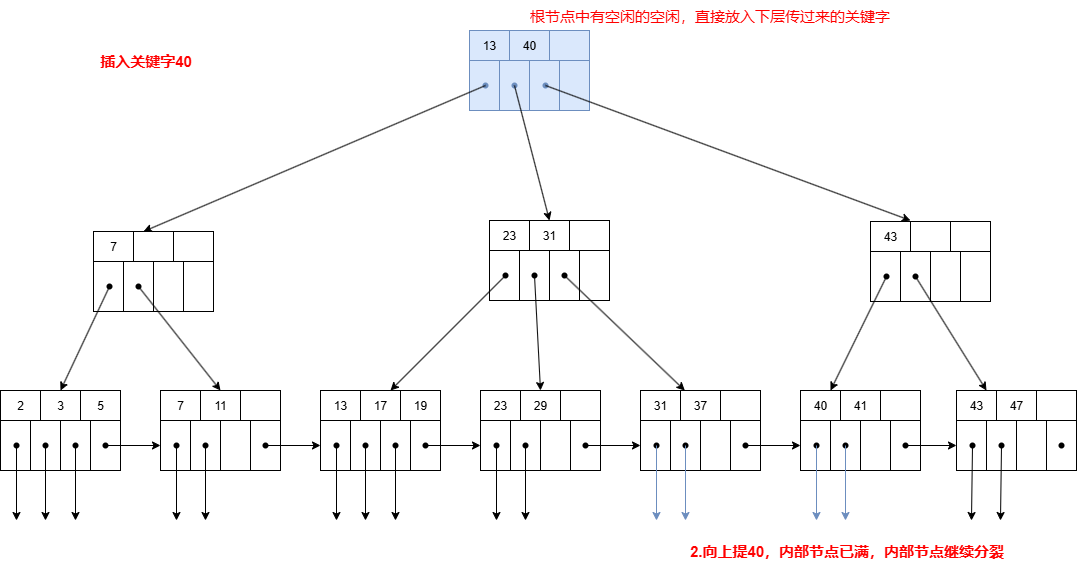 根节点中有空闲的空闲，直接放入下层传过来的关键字
插入关键字40
13 40
7
23 31
43
2 3 5
7 11
13 17 19
23 29
31 37
40 41
43 47
2.向上提40，内部节点已满，内部节点继续分裂